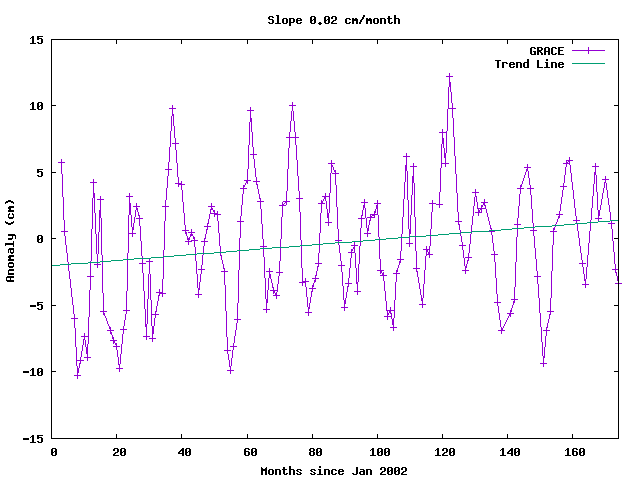 Slope 0.02 cm/month
GRACE
Trend Line
15
10
5
0
-5
-10
-15
Anomaly (cm)
0 20 40 60 80 100 120 140 160
Months since Jan 2002